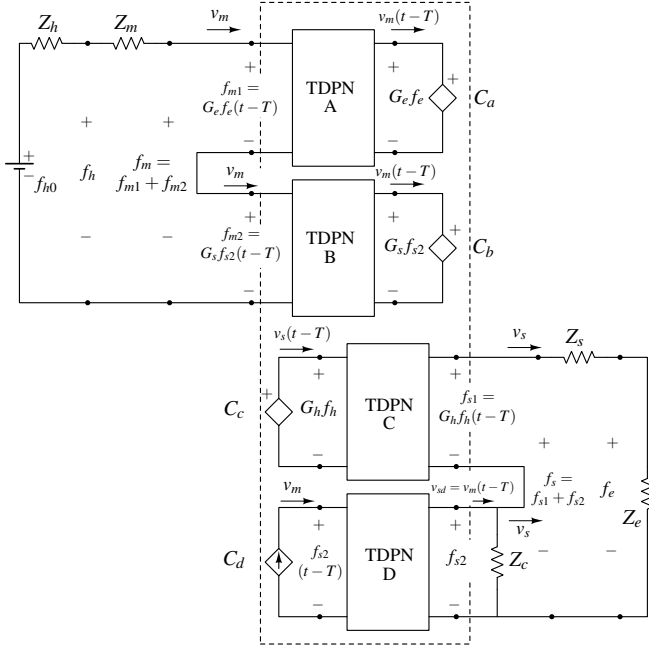 Z_h Z_m v_m v_m(t−T)
+ + + + + +
f_m1 = G_e f_e(t−T)
TDPN A
G_e f_e C_a
− −
f_h0 f_h
f_m = f_m1 + f_m2
v_m v_m(t−T)
− − −
+ + +
f_m2 = G_s f_s2(t−T)
TDPN B
G_s f_s2 C_b
− −
v_s(t−T) v_s Z_s
+ + +
C_c G_h f_h
TDPN C
f_s1 = G_h f_h(t−T)
− −
+ +
v_m v_sd = v_m(t−T)
f_s = f_s1 + f_s2
f_e Z_e
+ + v_s
C_d
f_s2 (t−T)
TDPN D
f_s2 Z_c
− −
− −